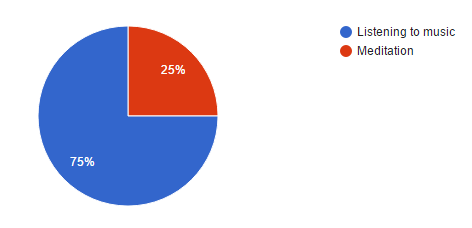 Listening to music
Meditation
25%
75%